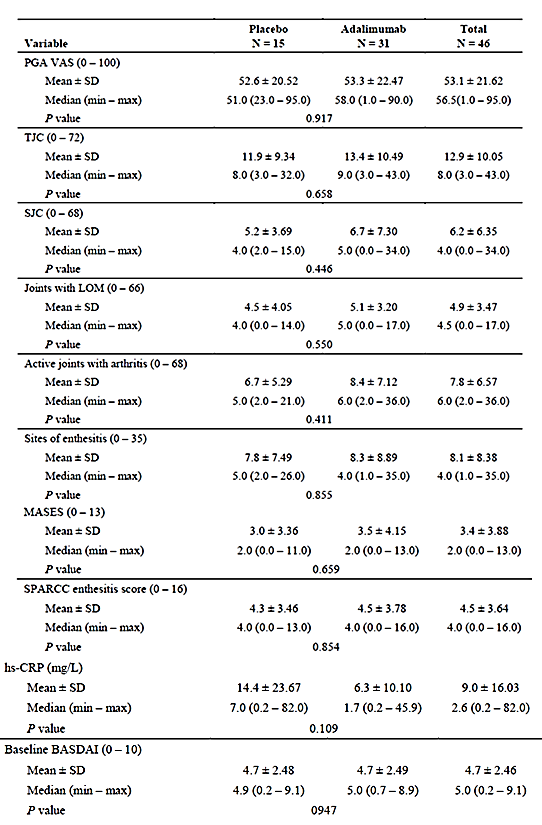 Placebo Adalimumab Total
Variable N = 15 N = 31 N = 46
PGA VAS (0 – 100)
Mean ± SD 52.6 ± 20.52 53.3 ± 22.47 53.1 ± 21.62
Median (min – max) 51.0 (23.0 – 95.0) 58.0 (1.0 – 90.0) 56.5(1.0 – 95.0)
P value 0.917
TJC (0 – 72)
Mean ± SD 11.9 ± 9.34 13.4 ± 10.49 12.9 ± 10.05
Median (min – max) 8.0 (3.0 – 32.0) 9.0 (3.0 – 43.0) 8.0 (3.0 – 43.0)
P value 0.658
SJC (0 – 68)
Mean ± SD 5.2 ± 3.69 6.7 ± 7.30 6.2 ± 6.35
Median (min – max) 4.0 (2.0 – 15.0) 5.0 (0.0 – 34.0) 4.0 (0.0 – 34.0)
P value 0.446
Joints with LOM (0 – 66)
Mean ± SD 4.5 ± 4.05 5.1 ± 3.20 4.9 ± 3.47
Median (min – max) 4.0 (0.0 – 14.0) 5.0 (0.0 – 17.0) 4.5 (0.0 – 17.0)
P value 0.550
Active joints with arthritis (0 – 68)
Mean ± SD 6.7 ± 5.29 8.4 ± 7.12 7.8 ± 6.57
Median (min – max) 5.0 (2.0 – 21.0) 6.0 (2.0 – 36.0) 6.0 (2.0 – 36.0)
P value 0.411
Sites of enthesitis (0 – 35)
Mean ± SD 7.8 ± 7.49 8.3 ± 8.89 8.1 ± 8.38
Median (min – max) 5.0 (2.0 – 26.0) 4.0 (1.0 – 35.0) 4.0 (1.0 – 35.0)
P value 0.855
MASES (0 – 13)
Mean ± SD 3.0 ± 3.36 3.5 ± 4.15 3.4 ± 3.88
Median (min – max) 2.0 (0.0 – 11.0) 2.0 (0.0 – 13.0) 2.0 (0.0 – 13.0)
P value 0.659
SPARCC enthesitis score (0 – 16)
Mean ± SD 4.3 ± 3.46 4.5 ± 3.78 4.5 ± 3.64
Median (min – max) 4.0 (0.0 – 13.0) 4.0 (0.0 – 16.0) 4.0 (0.0 – 16.0)
P value 0.854
hs-CRP (mg/L)
Mean ± SD 14.4 ± 23.67 6.3 ± 10.10 9.0 ± 16.03
Median (min – max) 7.0 (0.2 – 82.0) 1.7 (0.2 – 45.9) 2.6 (0.2 – 82.0)
P value 0.109
Baseline BASDAI (0 – 10)
Mean ± SD 4.7 ± 2.48 4.7 ± 2.49 4.7 ± 2.46
Median (min – max) 4.9 (0.2 – 9.1) 5.0 (0.7 – 8.9) 5.0 (0.2 – 9.1)
P value 0947